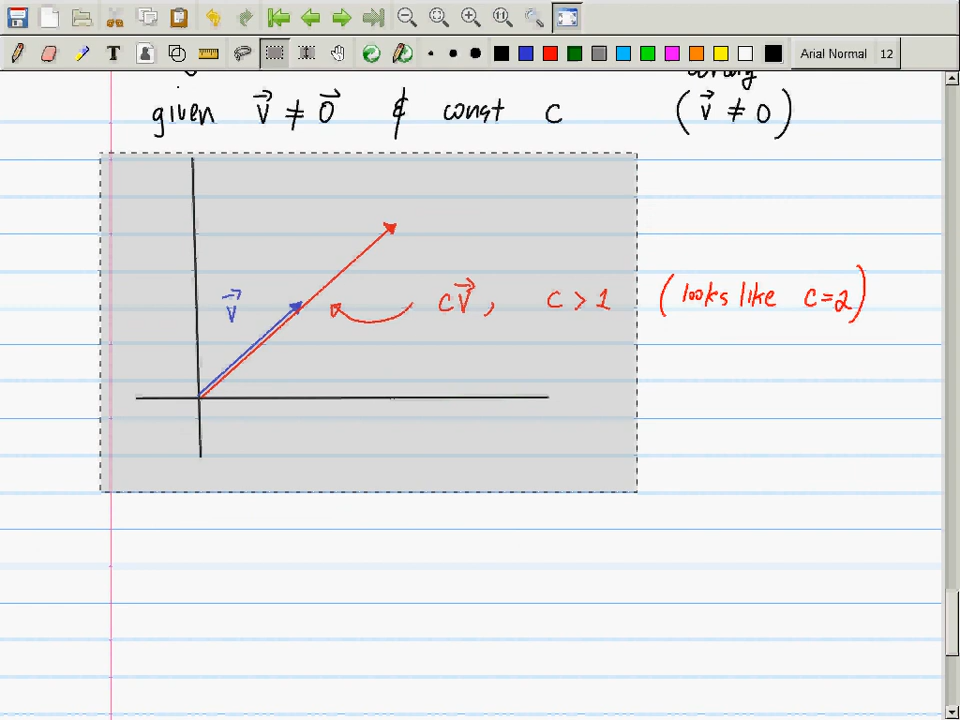 T
Arial Normal 12
given v⃗ ≠ 0⃗ & const c (v⃗ ≠ 0)
v⃗
cv⃗, c > 1 (looks like c=2)